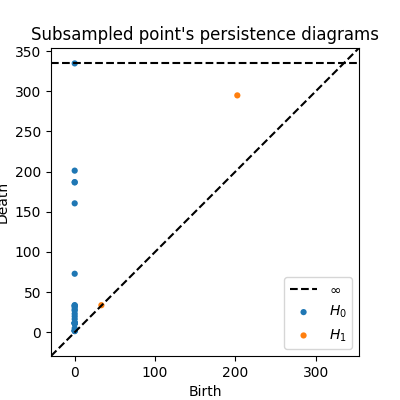 Subsampled point's persistence diagrams
350
300
250
200
150
100
50
0
Death
0 100 200 300
Birth
∞
H₀
H₁